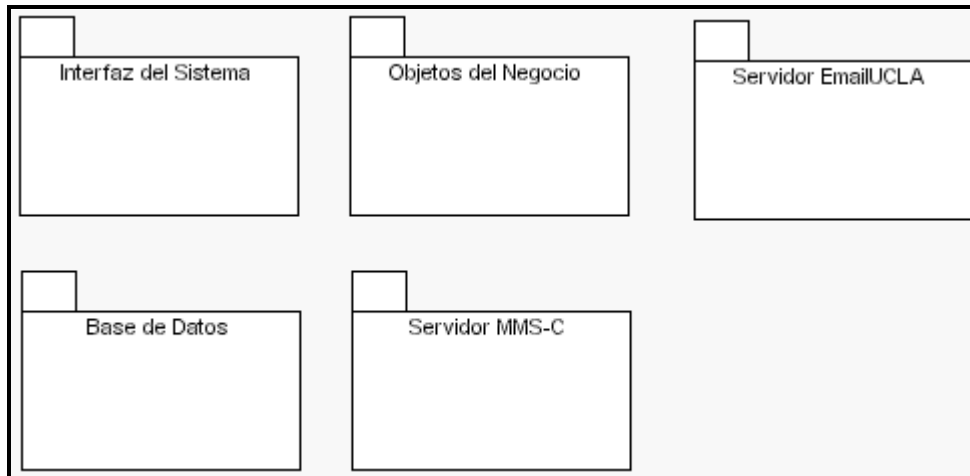 Interfaz del Sistema
Objetos del Negocio
Servidor EmailUCLA
Base de Datos
Servidor MMS-C